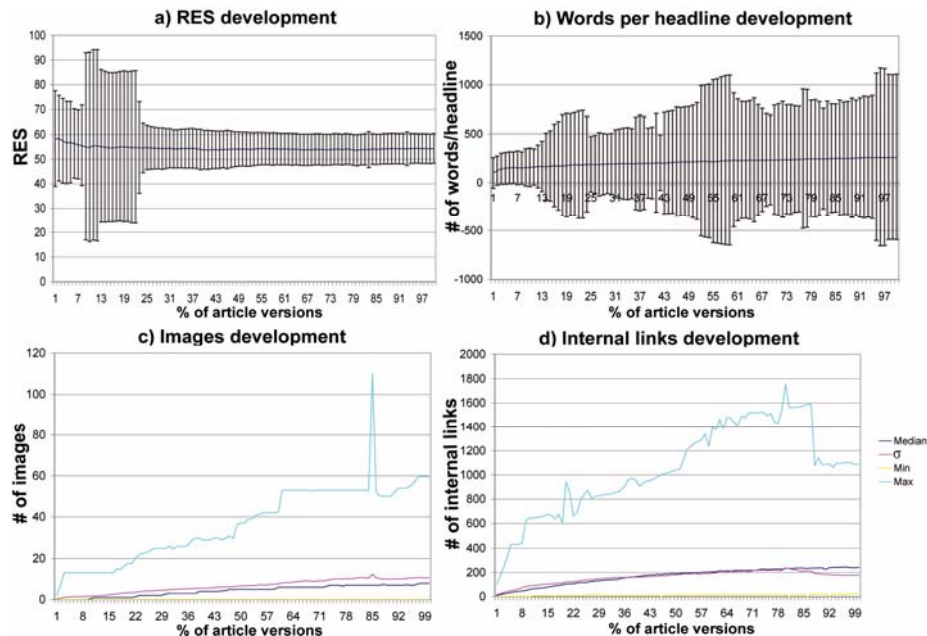 a) RES development
100
90
80
70
60
50
40
30
20
10
0
RES
1 7 13 19 25 31 37 43 49 55 61 67 73 79 85 91 97
% of article versions
b) Words per headline development
1500
1000
500
0
-500
-1000
# of words/headline
1 7 13 19 25 31 37 43 49 55 61 67 73 79 85 91 97
% of article versions
c) Images development
120
100
80
60
40
20
0
# of images
1 8 15 22 29 36 43 50 57 64 71 78 85 92 99
% of article versions
d) Internal links development
2000
1800
1600
1400
1200
1000
800
600
400
200
0
# of internal links
1 8 15 22 29 36 43 50 57 64 71 78 85 92 99
% of article versions
Median
σ
Min
Max